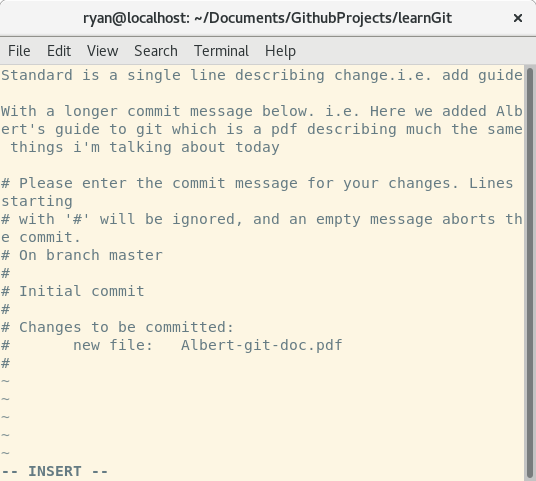 ryan@localhost: ~/Documents/GithubProjects/learnGit ×
File Edit View Search Terminal Help
Standard is a single line describing change.i.e. add guide
With a longer commit message below. i.e. Here we added Alb
ert's guide to git which is a pdf describing much the same
 things i'm talking about today
# Please enter the commit message for your changes. Lines
starting
# with '#' will be ignored, and an empty message aborts th
e commit.
# On branch master
#
# Initial commit
#
# Changes to be committed:
#       new file:   Albert-git-doc.pdf
#
~
~
~
~
~
-- INSERT --